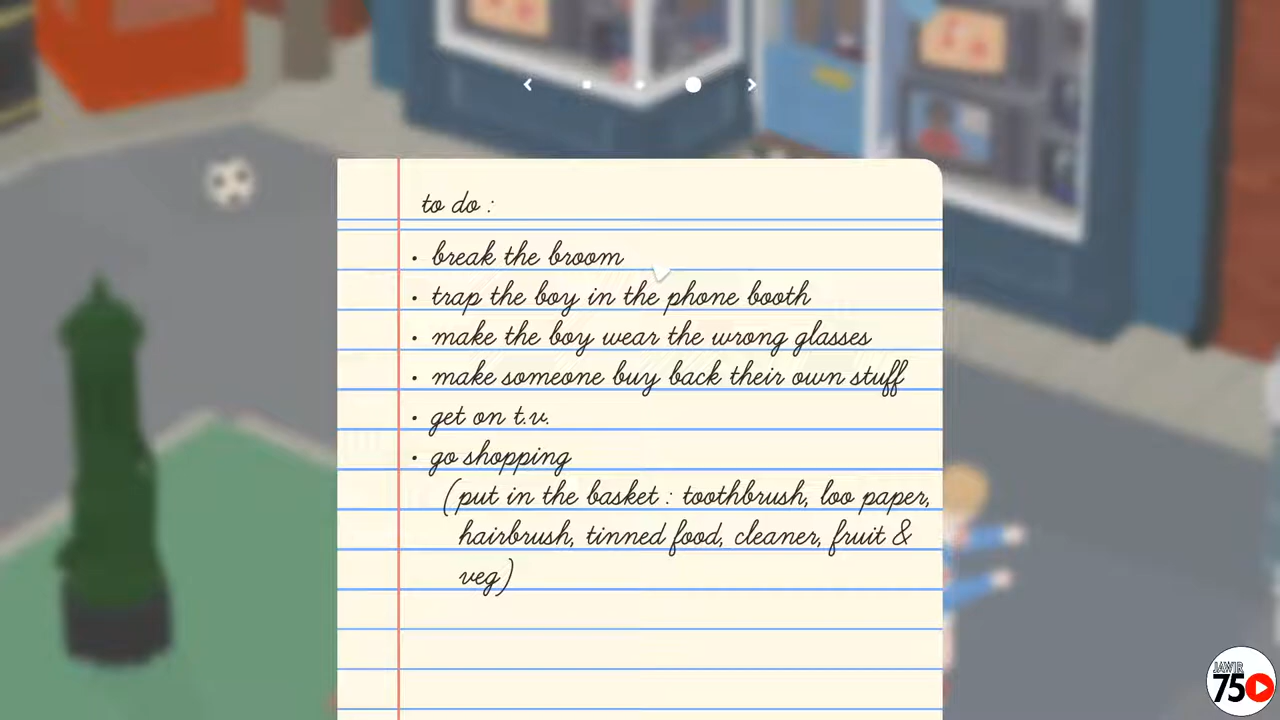 to do :
• break the broom
• trap the boy in the phone booth
• make the boy wear the wrong glasses
• make someone buy back their own stuff
• get on t.v.
• go shopping
(put in the basket : toothbrush, loo paper,
hairbrush, tinned food, cleaner, fruit &
veg)
JAW1R
75